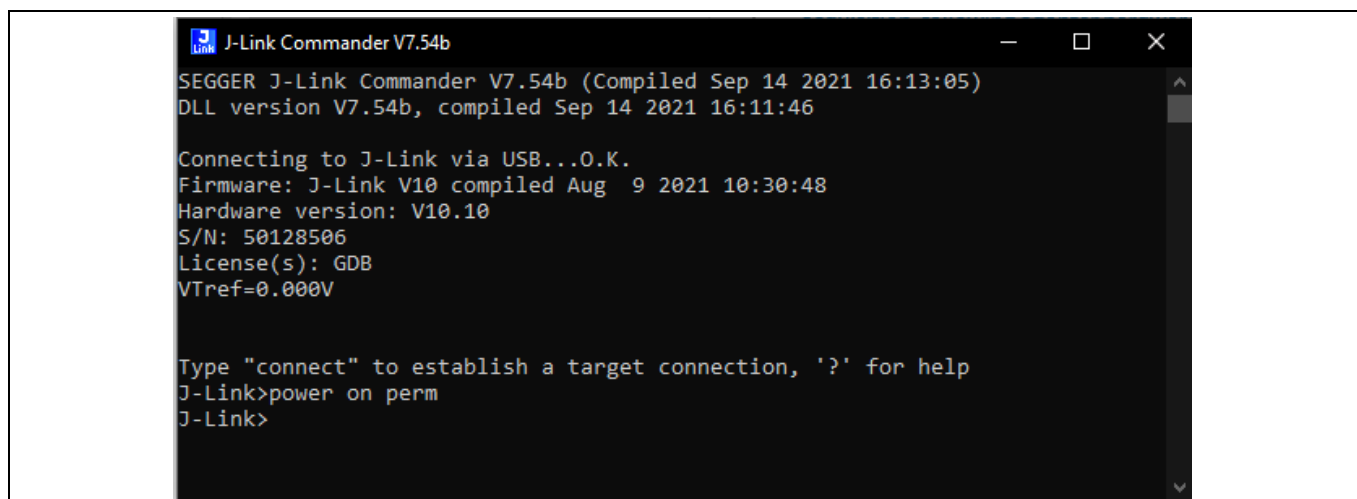 J-Link Commander V7.54b
SEGGER J-Link Commander V7.54b (Compiled Sep 14 2021 16:13:05)
DLL version V7.54b, compiled Sep 14 2021 16:11:46
Connecting to J-Link via USB...O.K.
Firmware: J-Link V10 compiled Aug  9 2021 10:30:48
Hardware version: V10.10
S/N: 50128506
License(s): GDB
VTref=0.000V
Type "connect" to establish a target connection, '?' for help
J-Link>power on perm
J-Link>